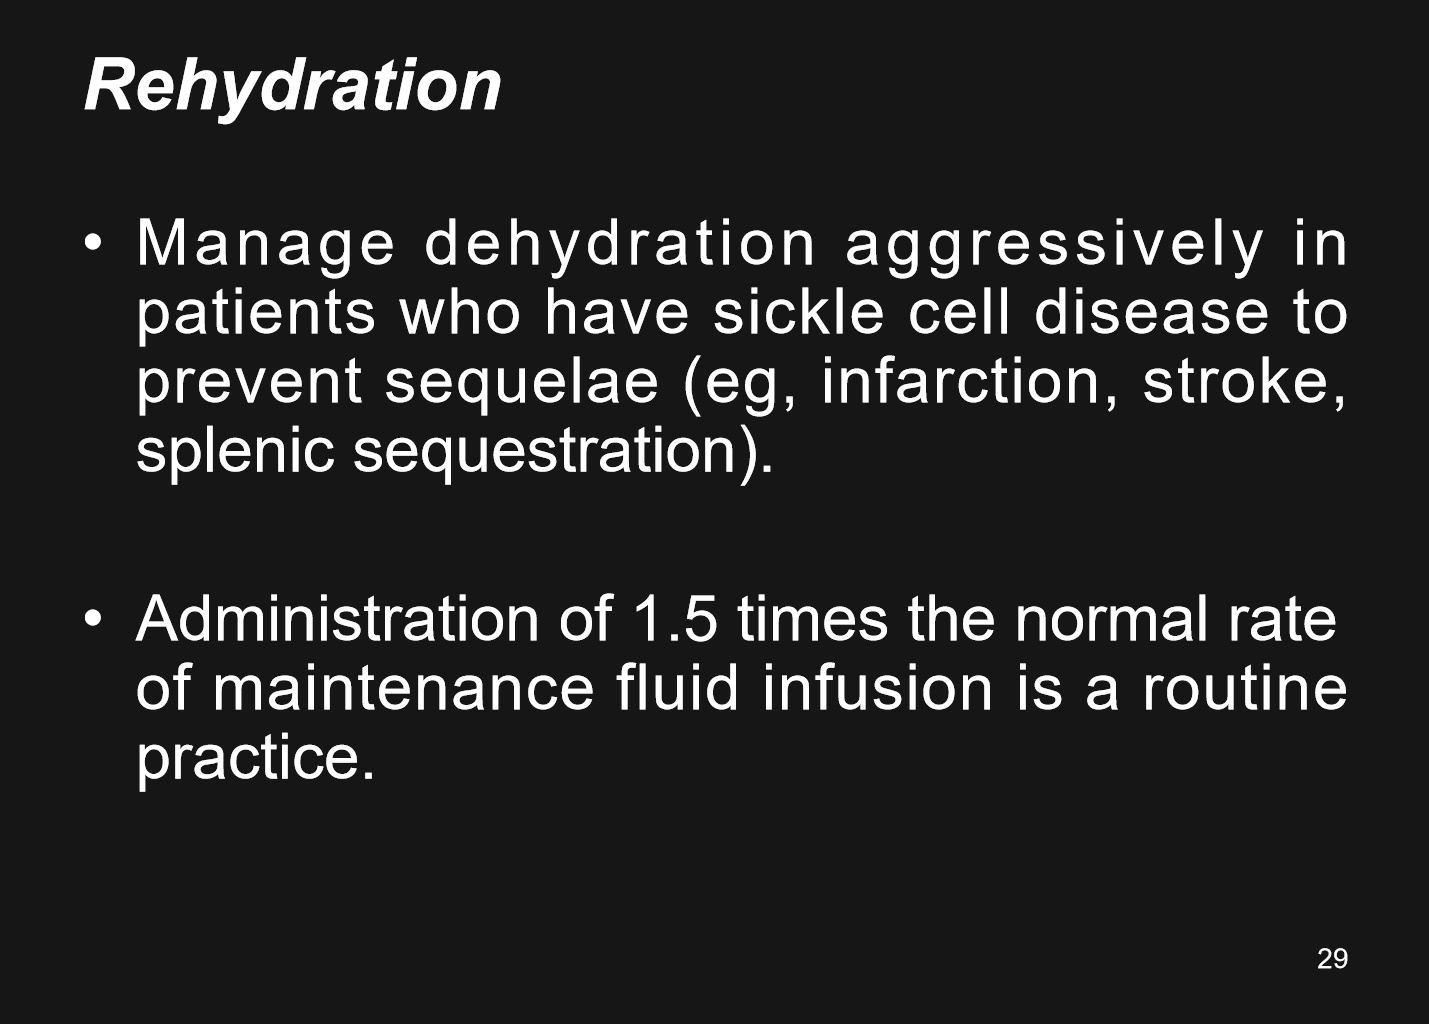 Rehydration
• Manage dehydration aggressively in
patients who have sickle cell disease to
prevent sequelae (eg, infarction, stroke,
splenic sequestration).
• Administration of 1.5 times the normal rate
of maintenance fluid infusion is a routine
practice.
29